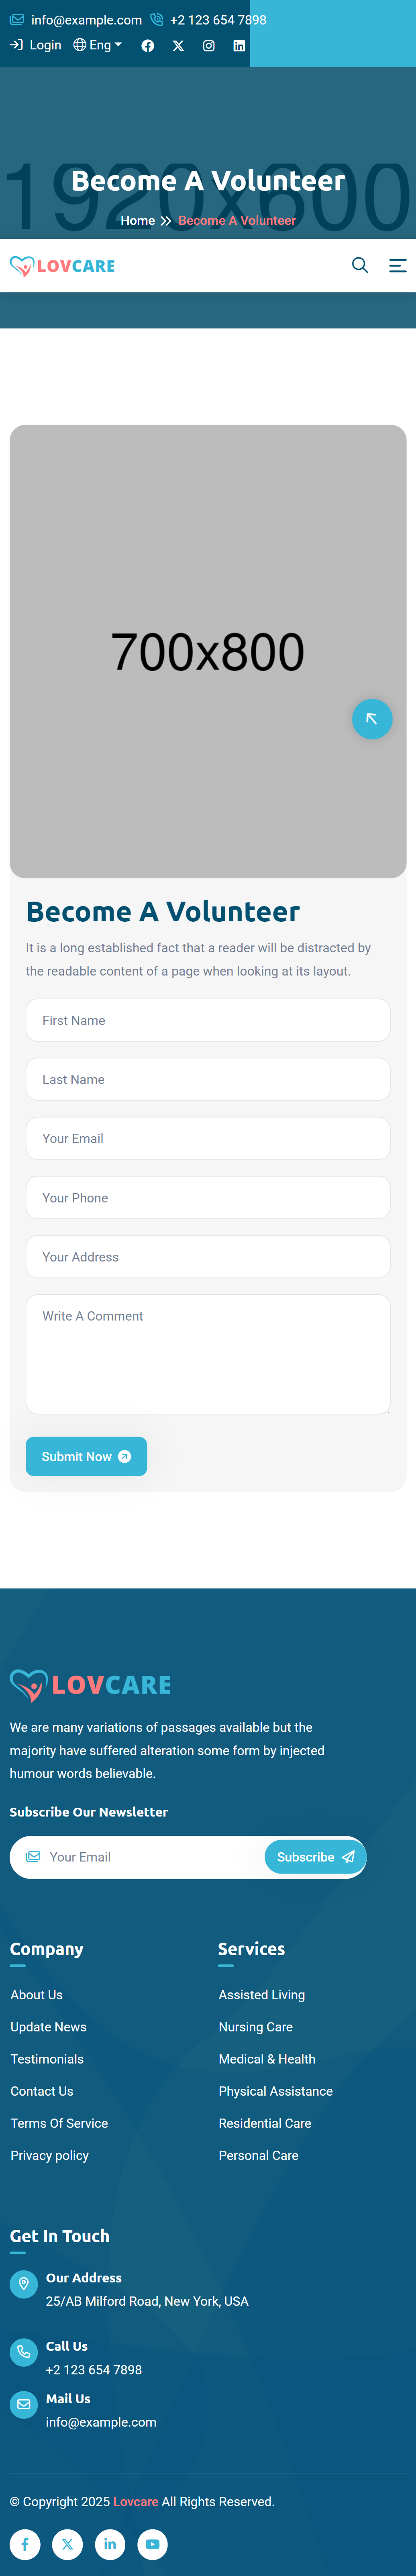 info@example.com +2 123 654 7898
Login Eng
1920x600
Become A Volunteer
Home Become A Volunteer
LOVCARE
700x800
Become A Volunteer
It is a long established fact that a reader will be distracted by
the readable content of a page when looking at its layout.
First Name
Last Name
Your Email
Your Phone
Your Address
Write A Comment
Submit Now
LOVCARE
We are many variations of passages available but the
majority have suffered alteration some form by injected
humour words believable.
Subscribe Our Newsletter
Your Email Subscribe
Company
About Us
Update News
Testimonials
Contact Us
Terms Of Service
Privacy policy
Services
Assisted Living
Nursing Care
Medical & Health
Physical Assistance
Residential Care
Personal Care
Get In Touch
Our Address
25/AB Milford Road, New York, USA
Call Us
+2 123 654 7898
Mail Us
info@example.com
© Copyright 2025 Lovcare All Rights Reserved.